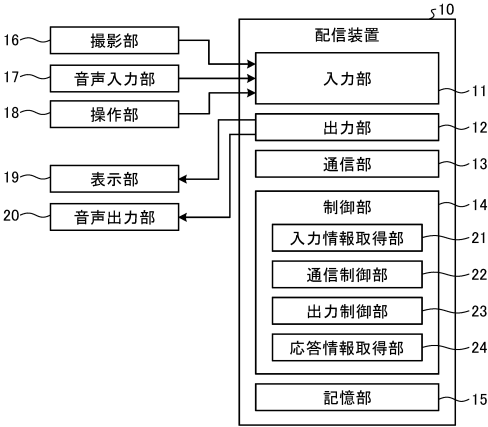 10
配信装置
16
撮影部
17
音声入力部
18
操作部
入力部
11
出力部
12
19
表示部
通信部
13
20
音声出力部
制御部
14
入力情報取得部
21
通信制御部
22
出力制御部
23
応答情報取得部
24
記憶部
15